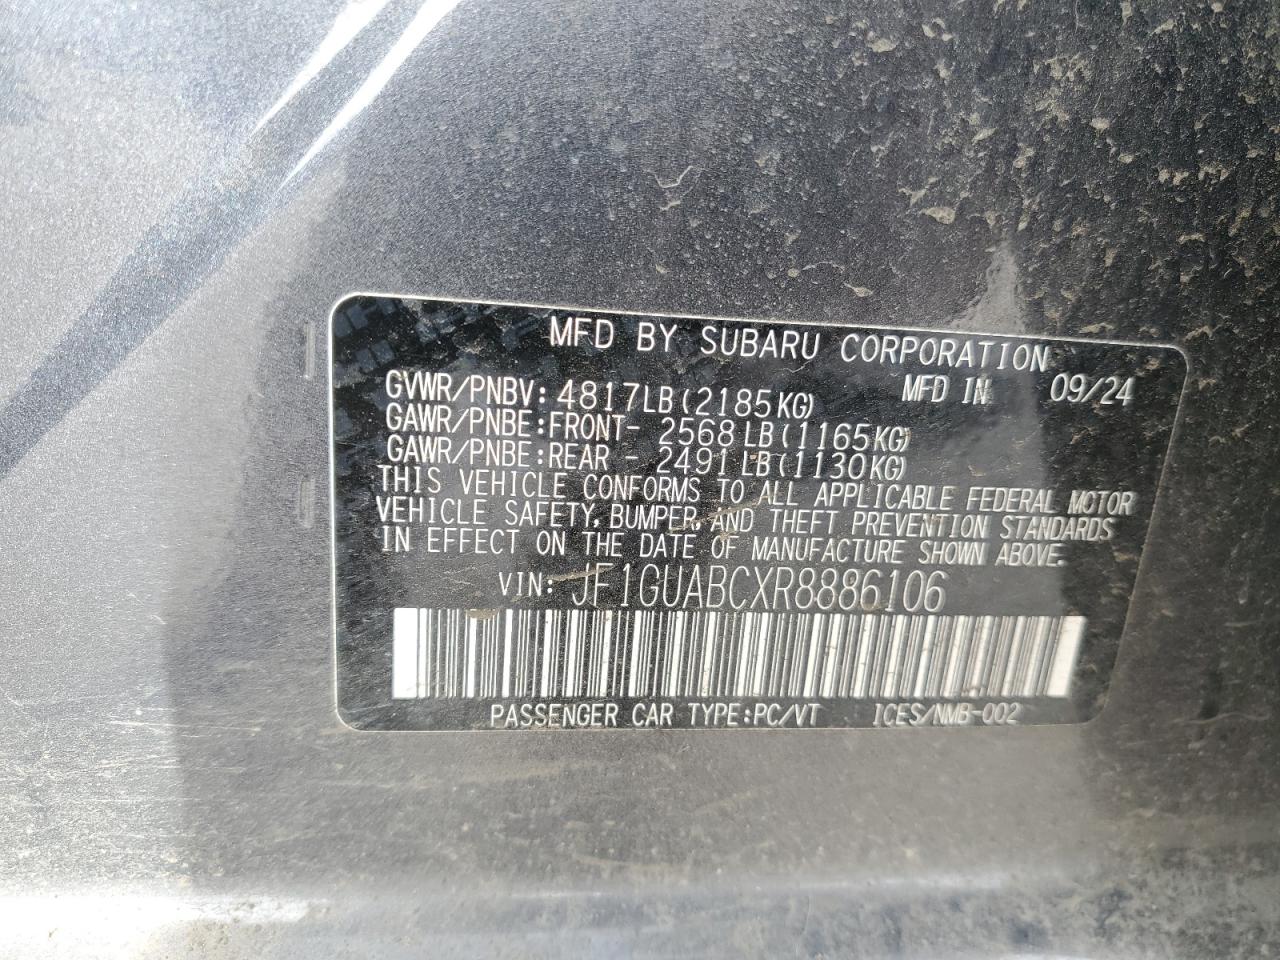 MFD BY SUBARU CORPORATION
MFD IN 09/24
GVWR/PNBV: 4817LB(2185KG)
GAWR/PNBE:FRONT- 2568LB(1165KG)
GAWR/PNBE:REAR - 2491LB(1130KG)
THIS VEHICLE CONFORMS TO ALL APPLICABLE FEDERAL MOTOR
VEHICLE SAFETY, BUMPER, AND THEFT PREVENTION STANDARDS
IN EFFECT ON THE DATE OF MANUFACTURE SHOWN ABOVE.
VIN: JF1GUABCXR8886106
PASSENGER CAR TYPE:PC/VT ICES/NMB-002